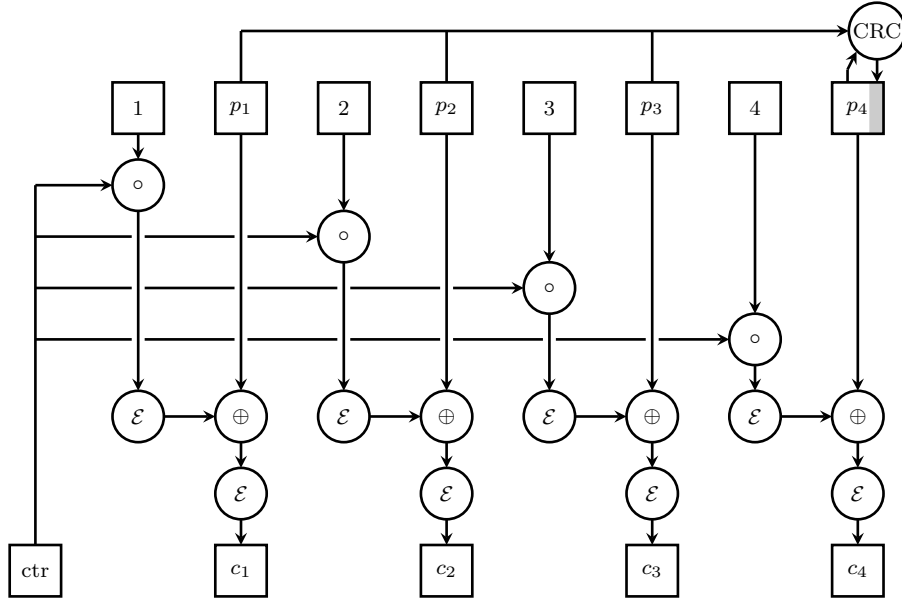 CRC
1 p₁ 2 p₂ 3 p₃ 4 p₄
∘
∘
∘
∘
ℰ ⊕ ℰ ⊕ ℰ ⊕ ℰ ⊕
ℰ ℰ ℰ ℰ
ctr c₁ c₂ c₃ c₄